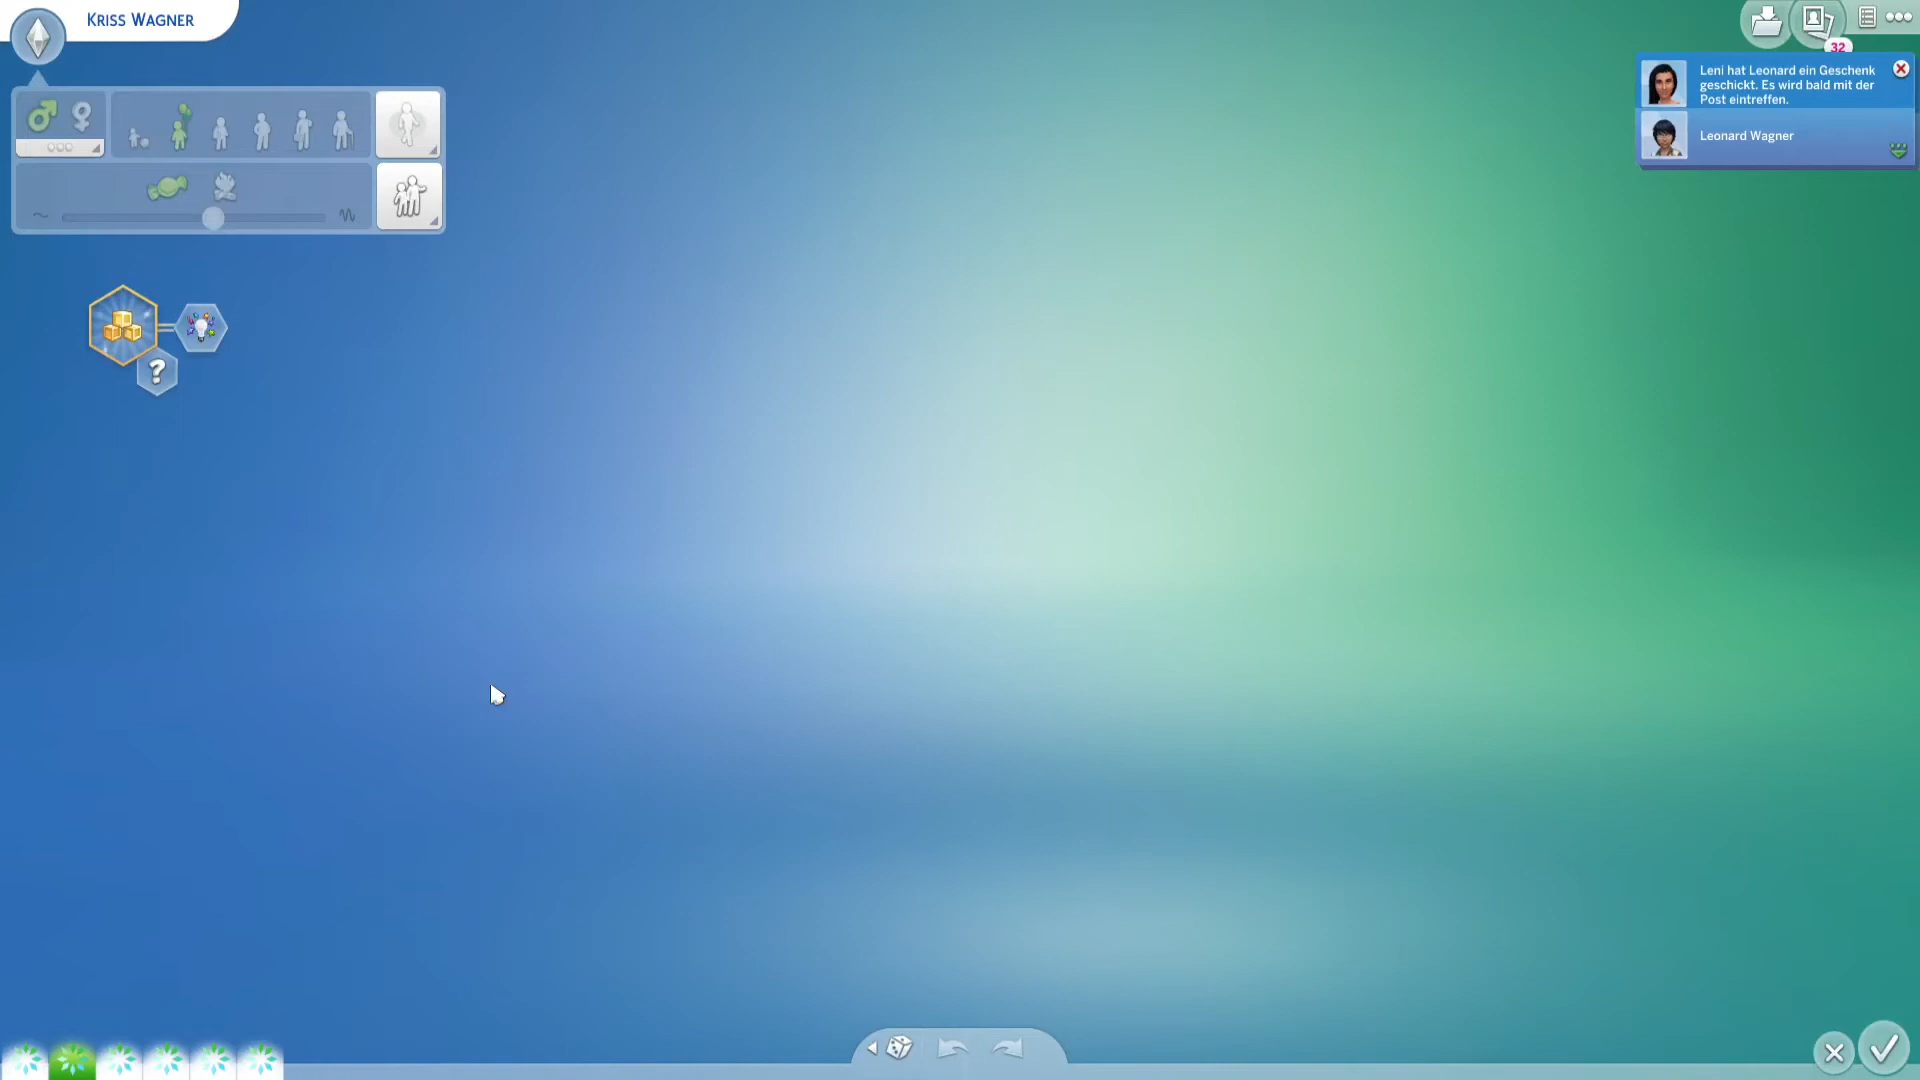 KRISS WAGNER
32
Leni hat Leonard ein Geschenk
geschickt. Es wird bald mit der
Post eintreffen.
Leonard Wagner
?